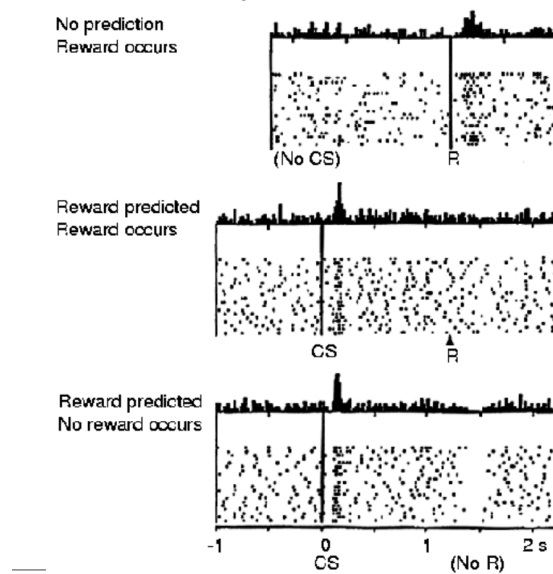 No prediction
Reward occurs
(No CS) R
Reward predicted
Reward occurs
CS R
Reward predicted
No reward occurs
-1 0 1 2 s
CS (No R)